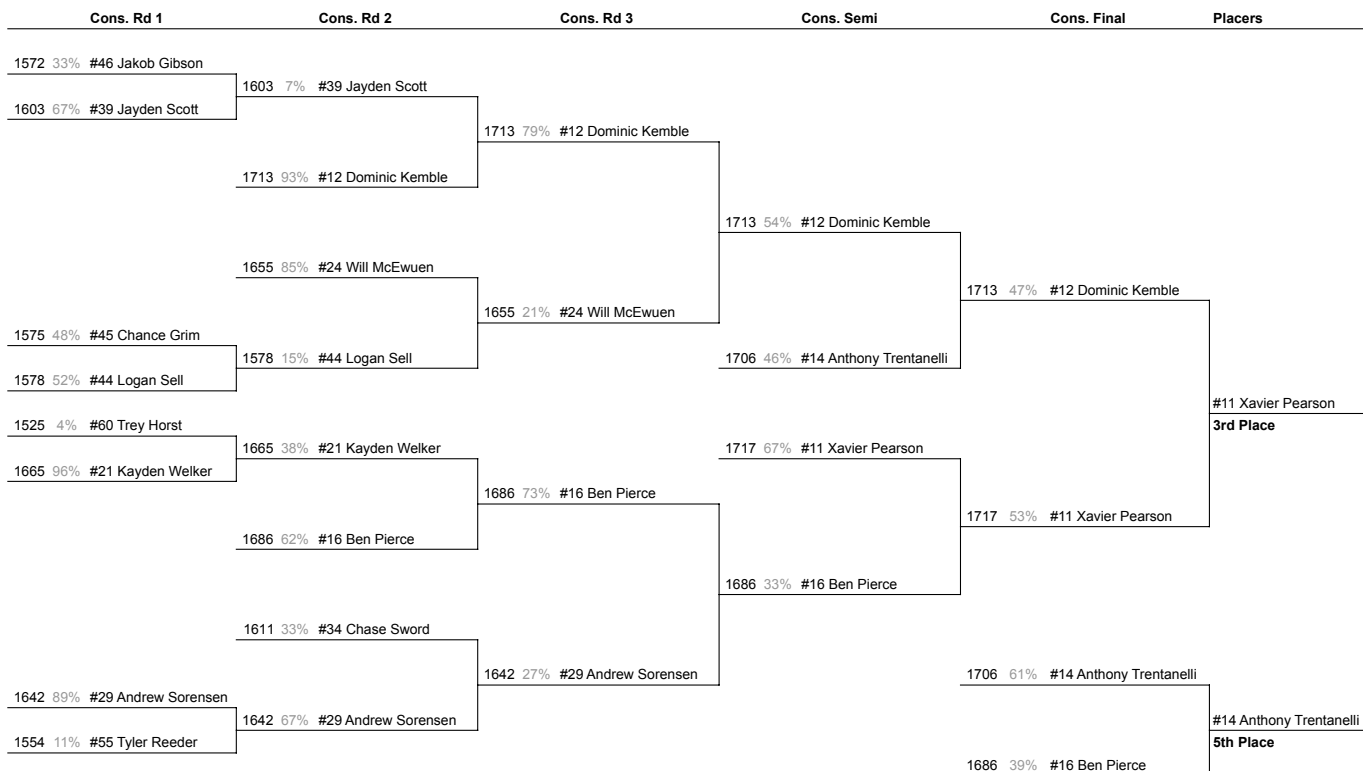 Cons. Rd 1 Cons. Rd 2 Cons. Rd 3 Cons. Semi Cons. Final Placers
1572 33% #46 Jakob Gibson
1603 7% #39 Jayden Scott
1603 67% #39 Jayden Scott
1713 79% #12 Dominic Kemble
1713 93% #12 Dominic Kemble
1713 54% #12 Dominic Kemble
1655 85% #24 Will McEwuen
1713 47% #12 Dominic Kemble
1655 21% #24 Will McEwuen
1575 48% #45 Chance Grim
1578 15% #44 Logan Sell
1706 46% #14 Anthony Trentanelli
1578 52% #44 Logan Sell
#11 Xavier Pearson
1525 4% #60 Trey Horst
3rd Place
1665 38% #21 Kayden Welker
1717 67% #11 Xavier Pearson
1665 96% #21 Kayden Welker
1686 73% #16 Ben Pierce
1717 53% #11 Xavier Pearson
1686 62% #16 Ben Pierce
1686 33% #16 Ben Pierce
1611 33% #34 Chase Sword
1642 27% #29 Andrew Sorensen
1706 61% #14 Anthony Trentanelli
1642 89% #29 Andrew Sorensen
1642 67% #29 Andrew Sorensen
#14 Anthony Trentanelli
1554 11% #55 Tyler Reeder
5th Place
1686 39% #16 Ben Pierce